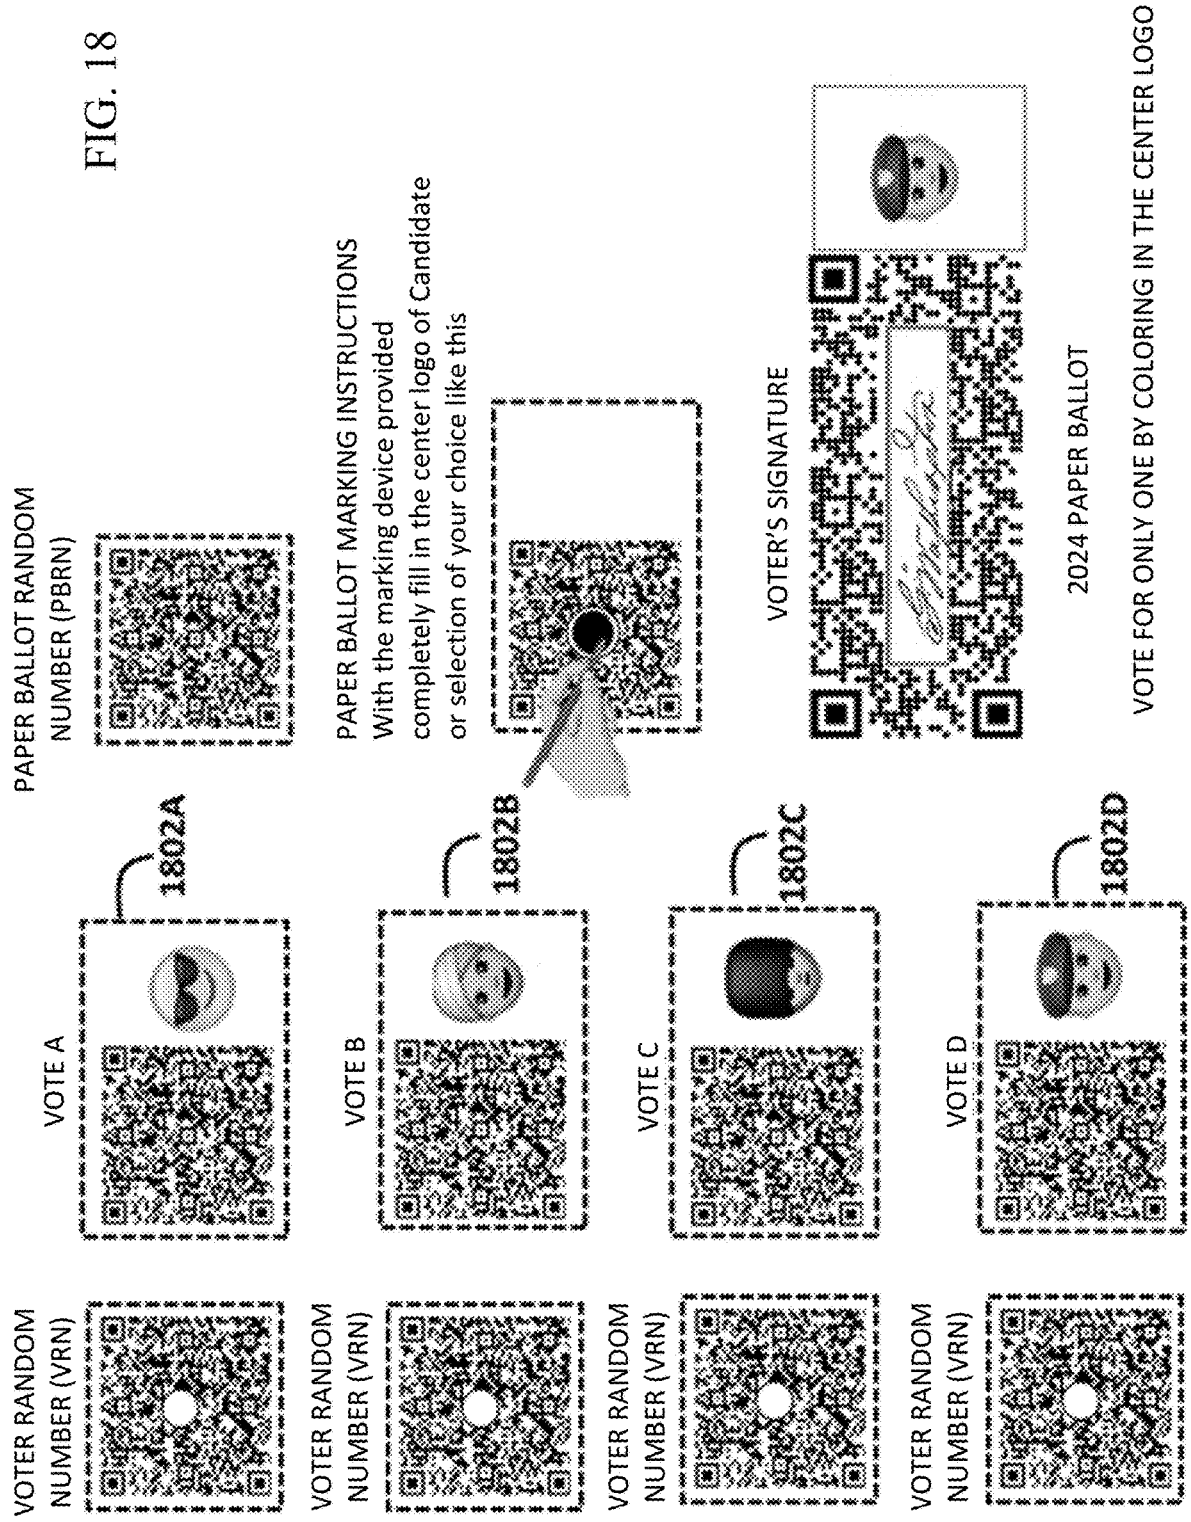 FIG. 18
VOTER RANDOM
NUMBER (VRN)
VOTE A
1802A
PAPER BALLOT RANDOM
NUMBER (PBRN)
VOTER RANDOM
NUMBER (VRN)
VOTE B
1802B
PAPER BALLOT MARKING INSTRUCTIONS
With the marking device provided
completely fill in the center logo of Candidate
or selection of your choice like this
VOTER RANDOM
NUMBER (VRN)
VOTE C
1802C
VOTER'S SIGNATURE
VOTER RANDOM
NUMBER (VRN)
VOTE D
1802D
2024 PAPER BALLOT
VOTE FOR ONLY ONE BY COLORING IN THE CENTER LOGO